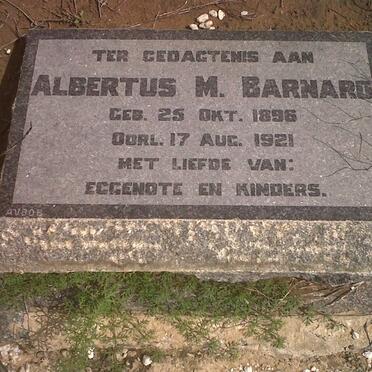 TER GEDAGTENIS AAN
ALBERTUS M. BARNARD
GEB. 25 OKT. 1896
OORL. 17 AUG. 1921
MET LIEFDE VAN:
EGGENOTE EN KINDERS.